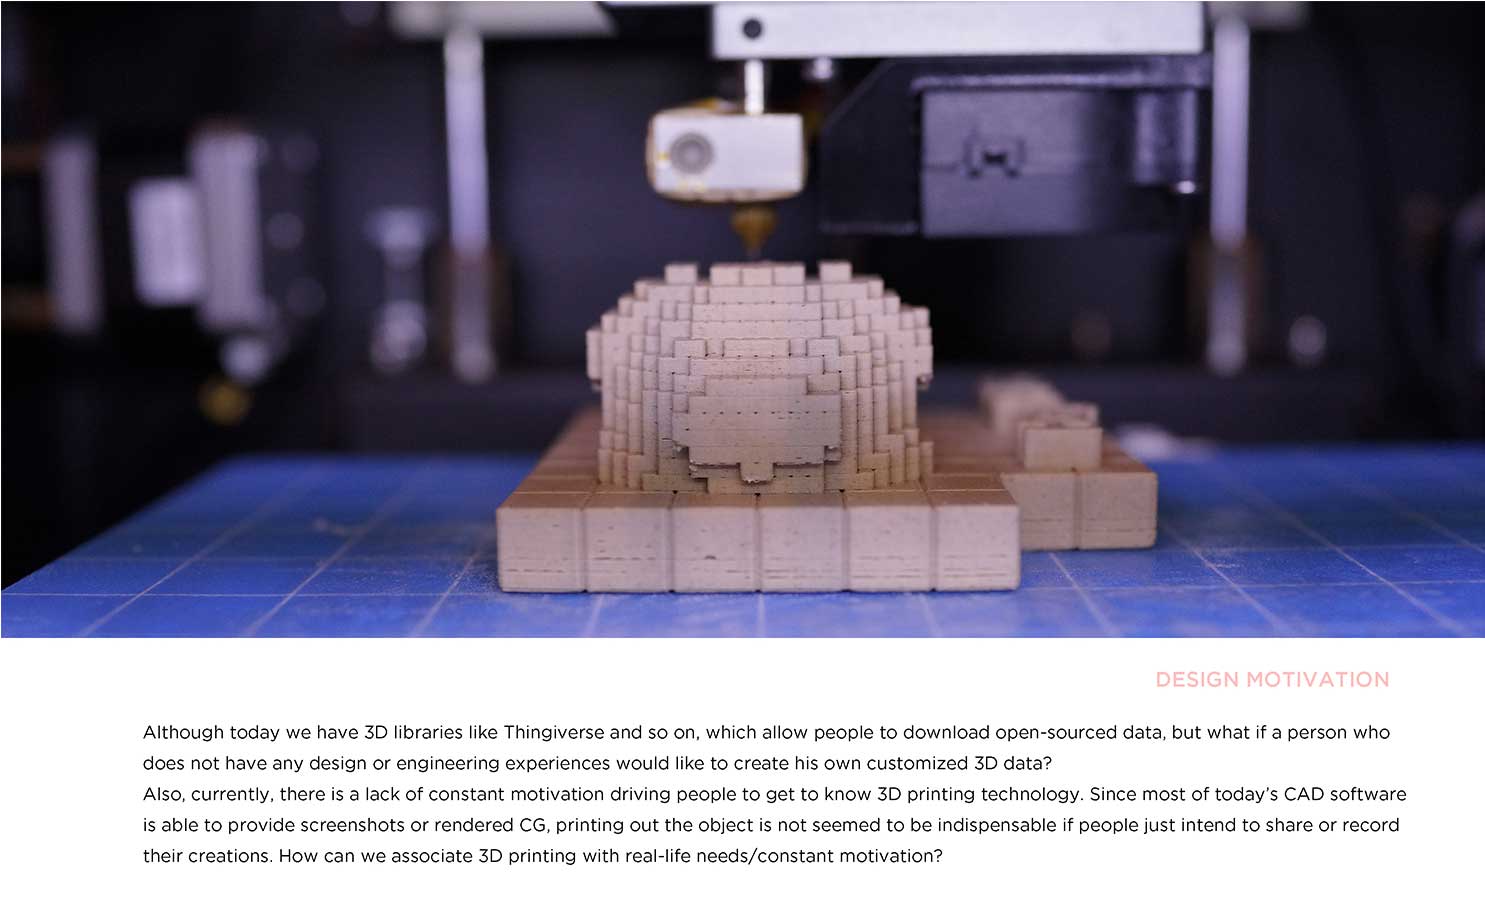 DESIGN MOTIVATION
Although today we have 3D libraries like Thingiverse and so on, which allow people to download open-sourced data, but what if a person who
does not have any design or engineering experiences would like to create his own customized 3D data?
Also, currently, there is a lack of constant motivation driving people to get to know 3D printing technology. Since most of today’s CAD software
is able to provide screenshots or rendered CG, printing out the object is not seemed to be indispensable if people just intend to share or record
their creations. How can we associate 3D printing with real-life needs/constant motivation?